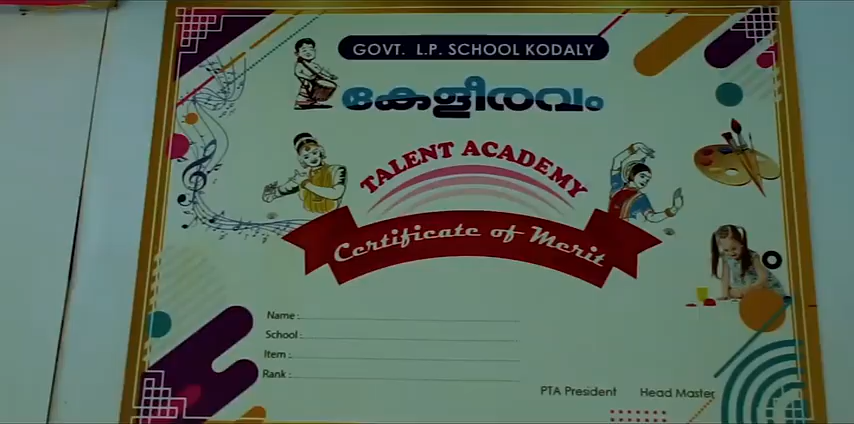 GOVT. L.P. SCHOOL KODALY
കേളീരവം
TALENT ACADEMY
Certificate of Merit
Name :
School :
Item :
Rank :
PTA President Head Master